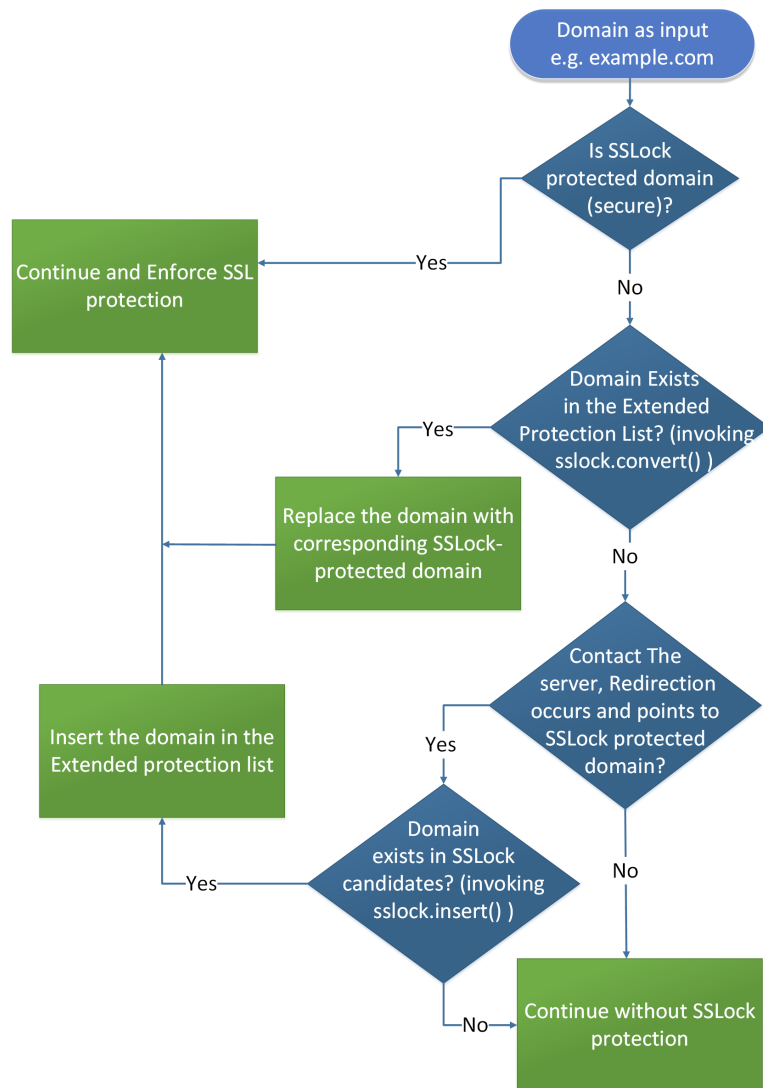 Domain as input
e.g. example.com
Is SSLock
protected domain
(secure)?
Yes
Continue and Enforce SSL
protection
No
Domain Exists
in the Extended
Protection List? (invoking
sslock.convert() )
Yes
Replace the domain with
corresponding SSLock-
protected domain
No
Contact The
server, Redirection
occurs and points to
SSLock protected
domain?
Yes
Insert the domain in the
Extended protection list
Domain
exists in SSLock
candidates? (invoking
sslock.insert() )
Yes
No
No
Continue without SSLock
protection